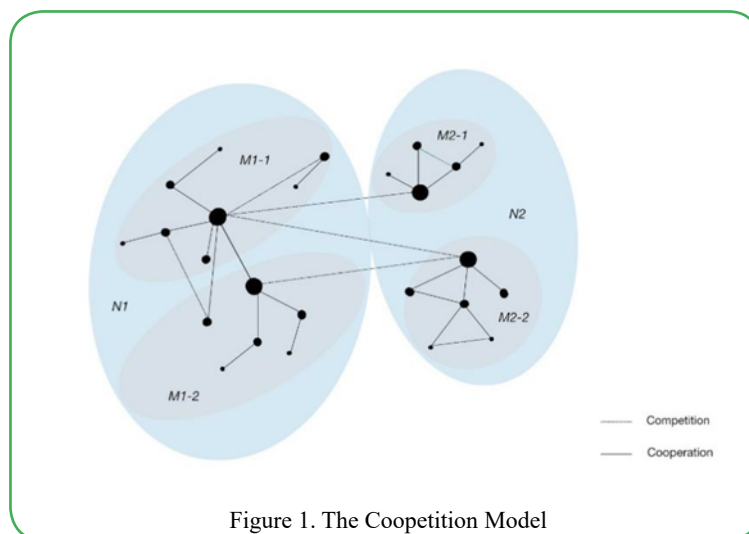 M2-1
M1-1
N2
N1
M2-2
M1-2
Competition
Cooperation
Figure 1. The Coopetition Model